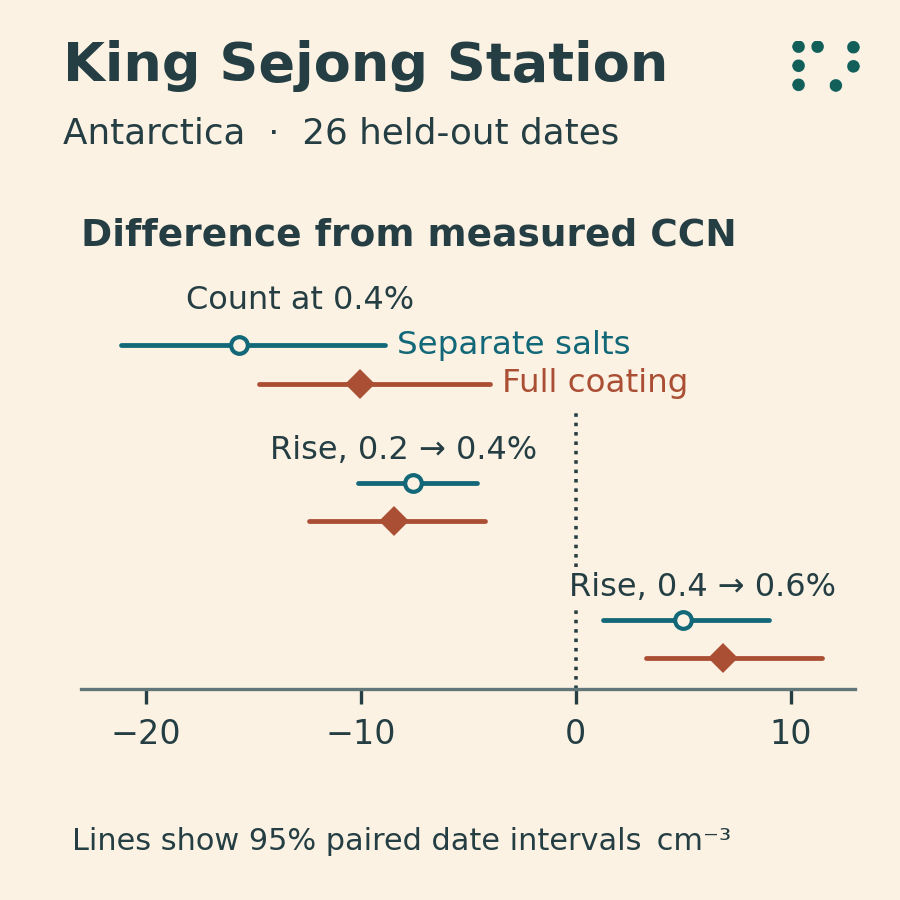 King Sejong Station
Antarctica · 26 held-out dates
Difference from measured CCN
Count at 0.4%
Separate salts
Full coating
Rise, 0.2 → 0.4%
Rise, 0.4 → 0.6%
−20 −10 0 10
Lines show 95% paired date intervals cm⁻³